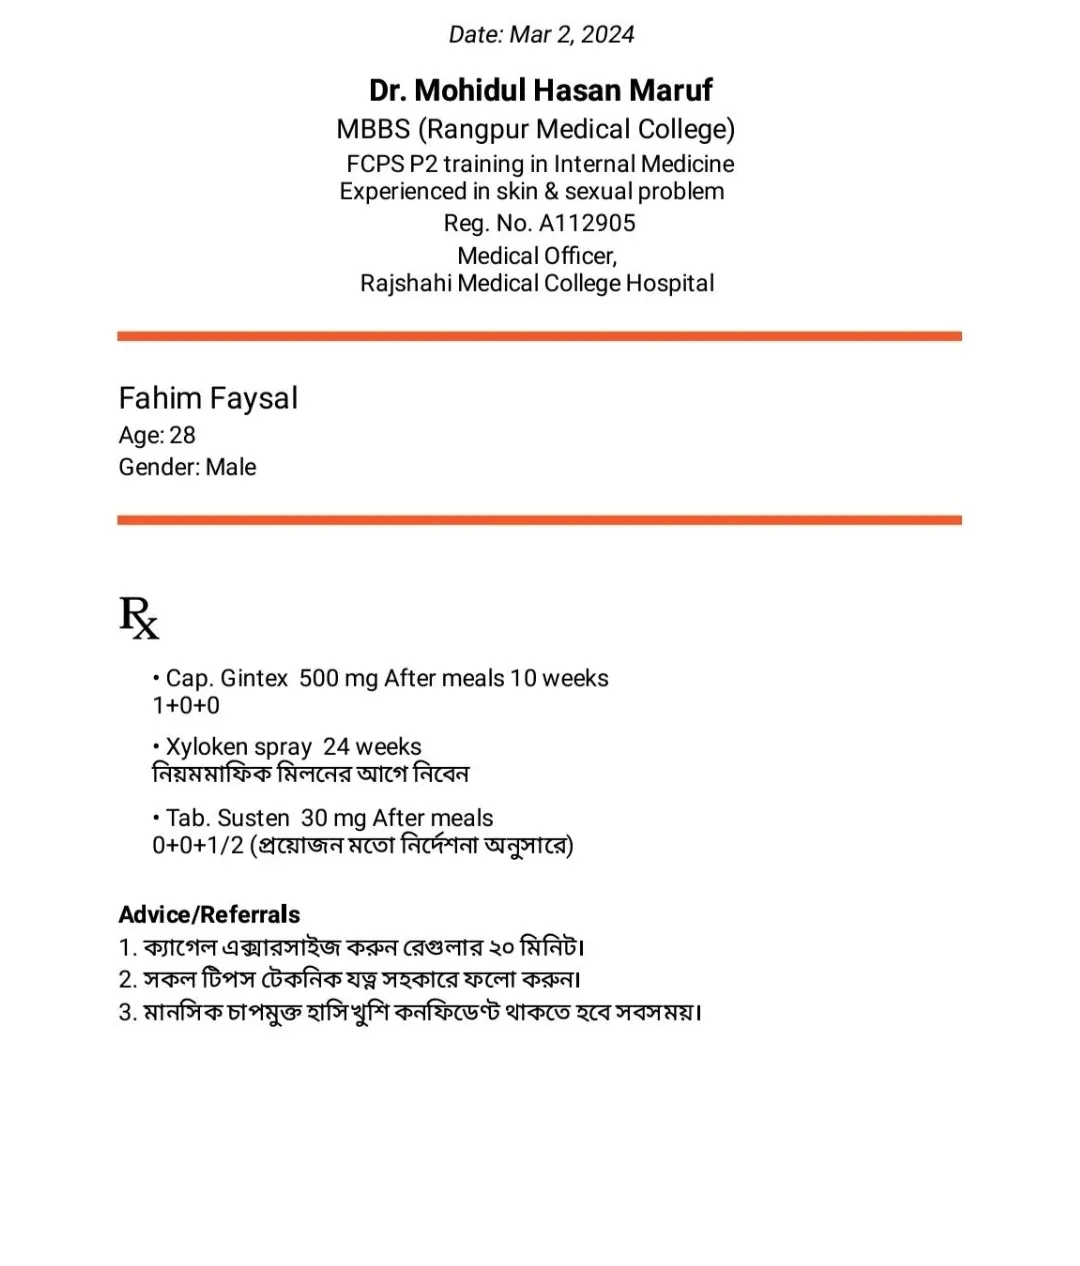 Date: Mar 2, 2024
Dr. Mohidul Hasan Maruf
MBBS (Rangpur Medical College)
FCPS P2 training in Internal Medicine
Experienced in skin & sexual problem
Reg. No. A112905
Medical Officer,
Rajshahi Medical College Hospital
Fahim Faysal
Age: 28
Gender: Male
Rx
• Cap. Gintex 500 mg After meals 10 weeks
1+0+0
• Xyloken spray 24 weeks
নিয়মমাফিক মিলনের আগে নিবেন
• Tab. Susten 30 mg After meals
0+0+1/2 (প্রয়োজন মতো নির্দেশনা অনুসারে)
Advice/Referrals
1. ক্যাগেল এক্সারসাইজ করুন রেগুলার ২০ মিনিট।
2. সকল টিপস টেকনিক যত্ন সহকারে ফলো করুন।
3. মানসিক চাপমুক্ত হাসিখুশি কনফিডেন্ট থাকতে হবে সবসময়।